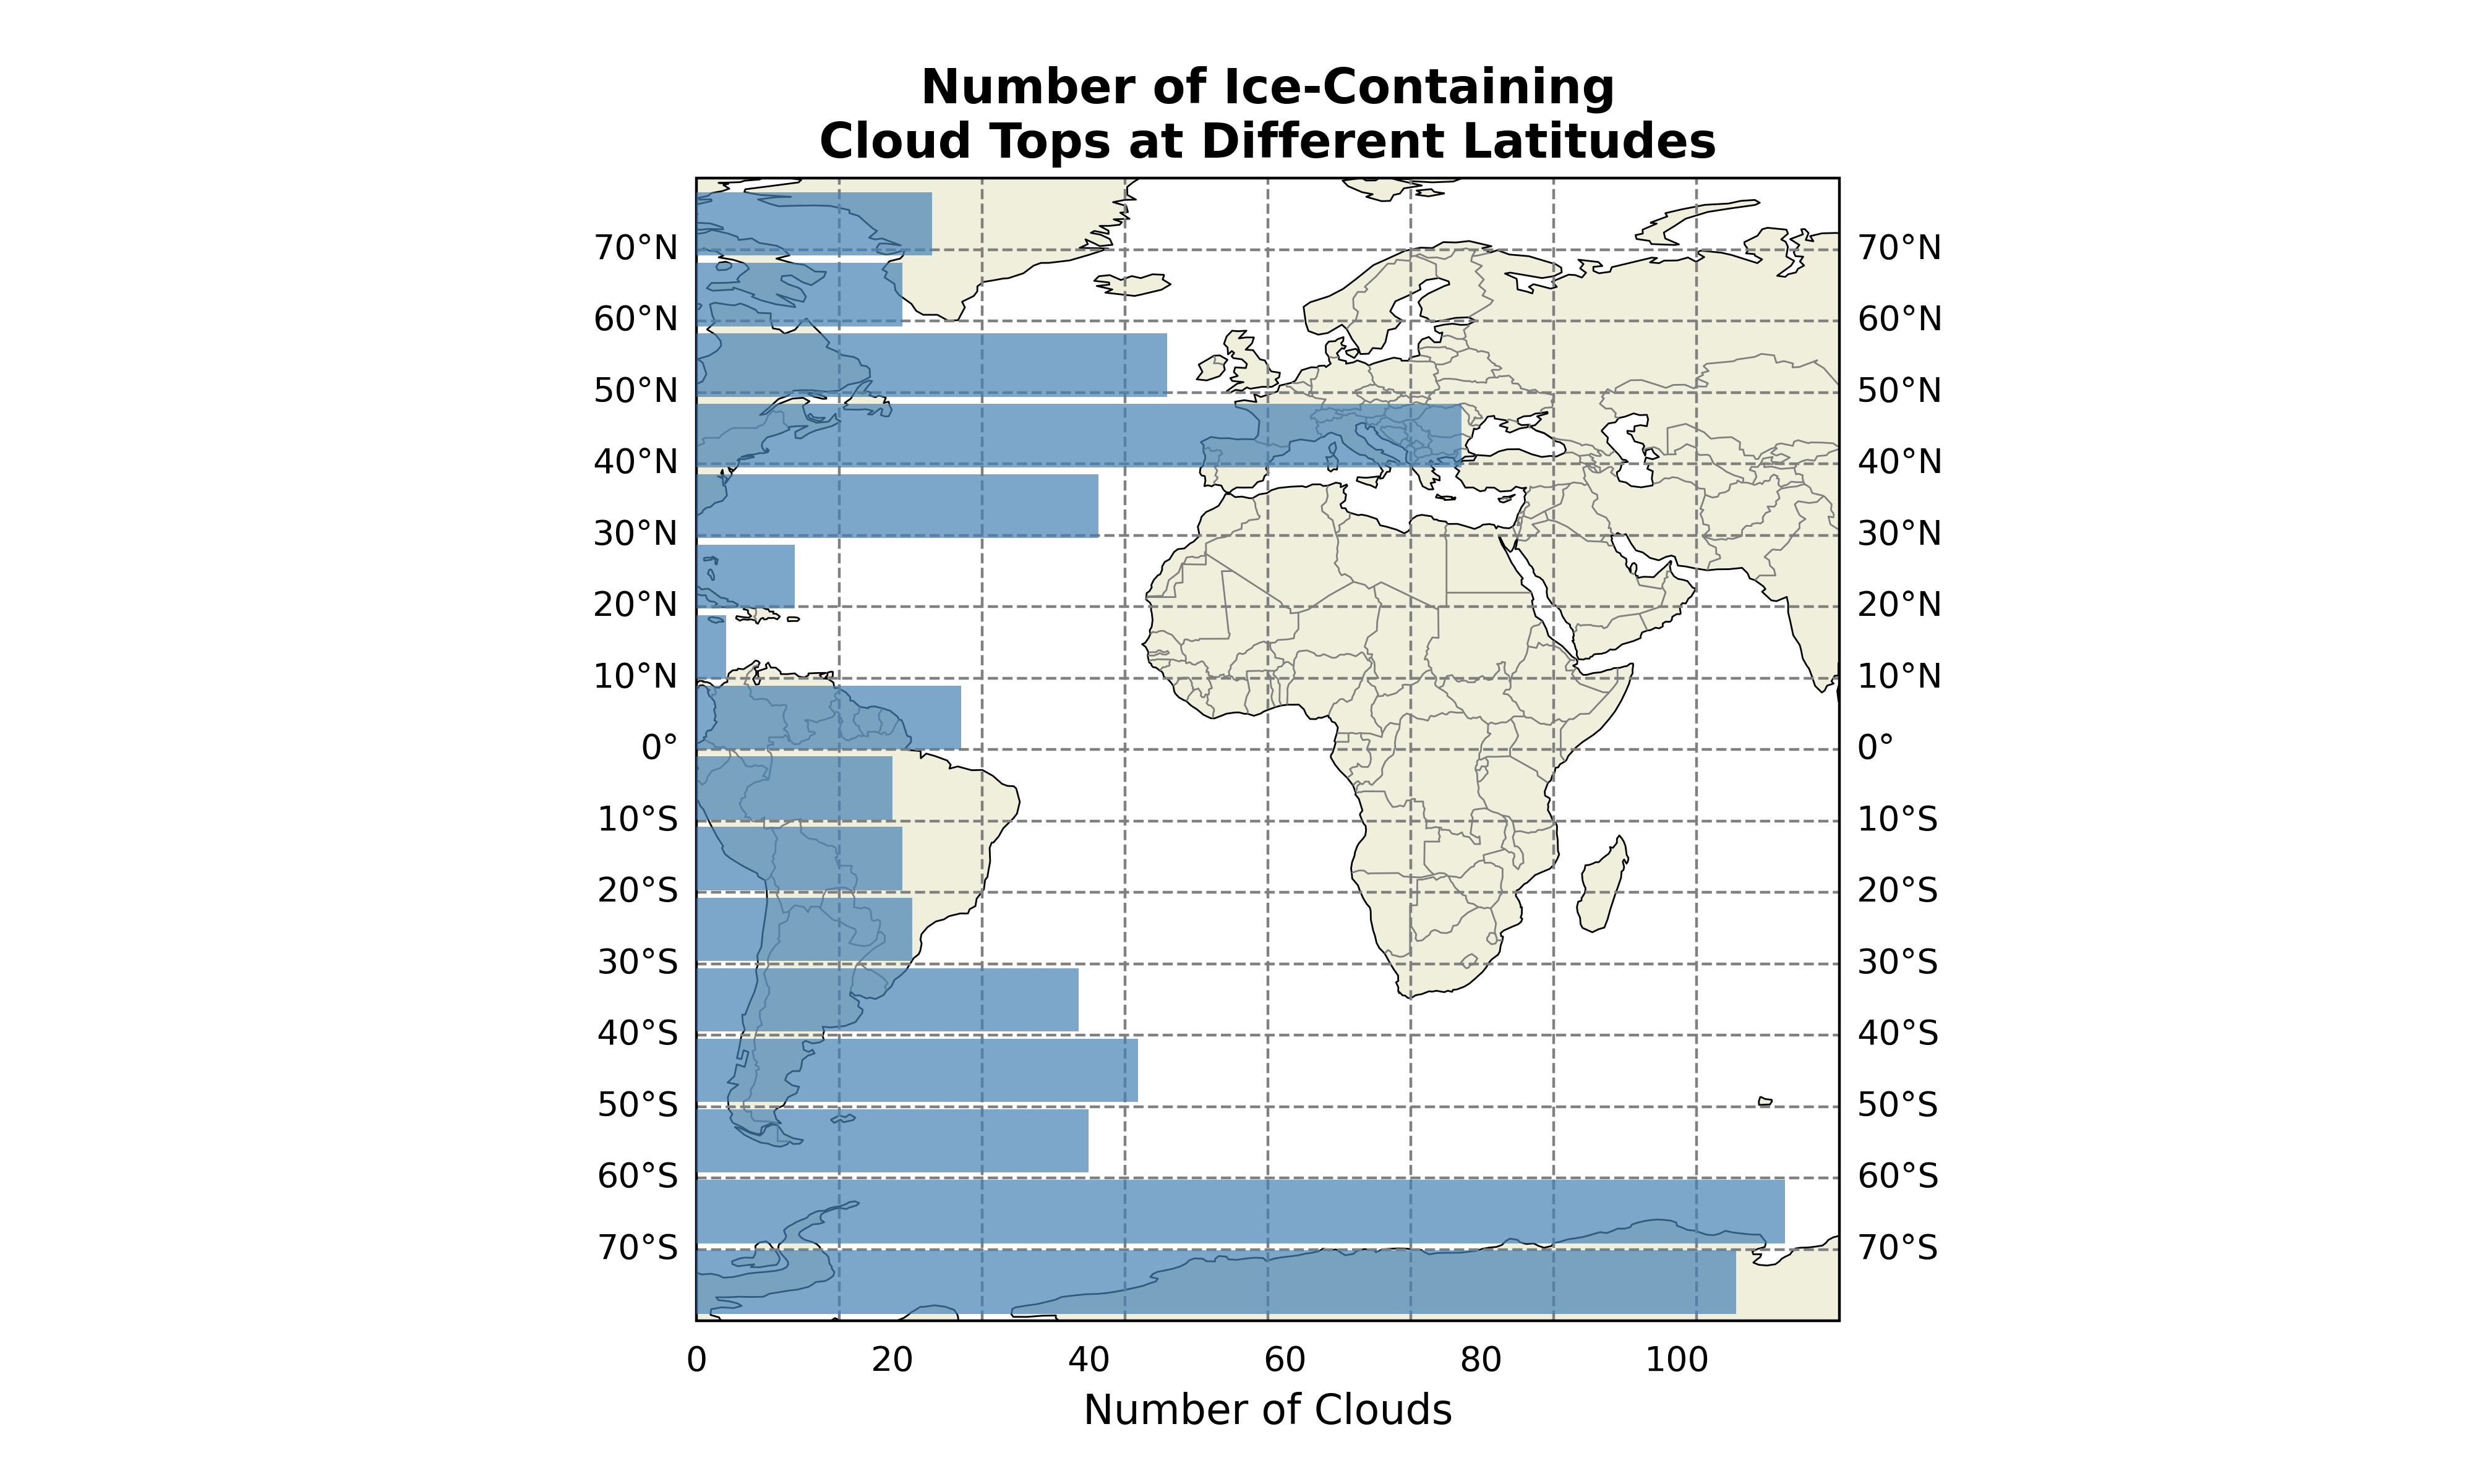 Number of Ice-Containing
Cloud Tops at Different Latitudes
70°N 70°N
60°N 60°N
50°N 50°N
40°N 40°N
30°N 30°N
20°N 20°N
10°N 10°N
0° 0°
10°S 10°S
20°S 20°S
30°S 30°S
40°S 40°S
50°S 50°S
60°S 60°S
70°S 70°S
0 20 40 60 80 100
Number of Clouds